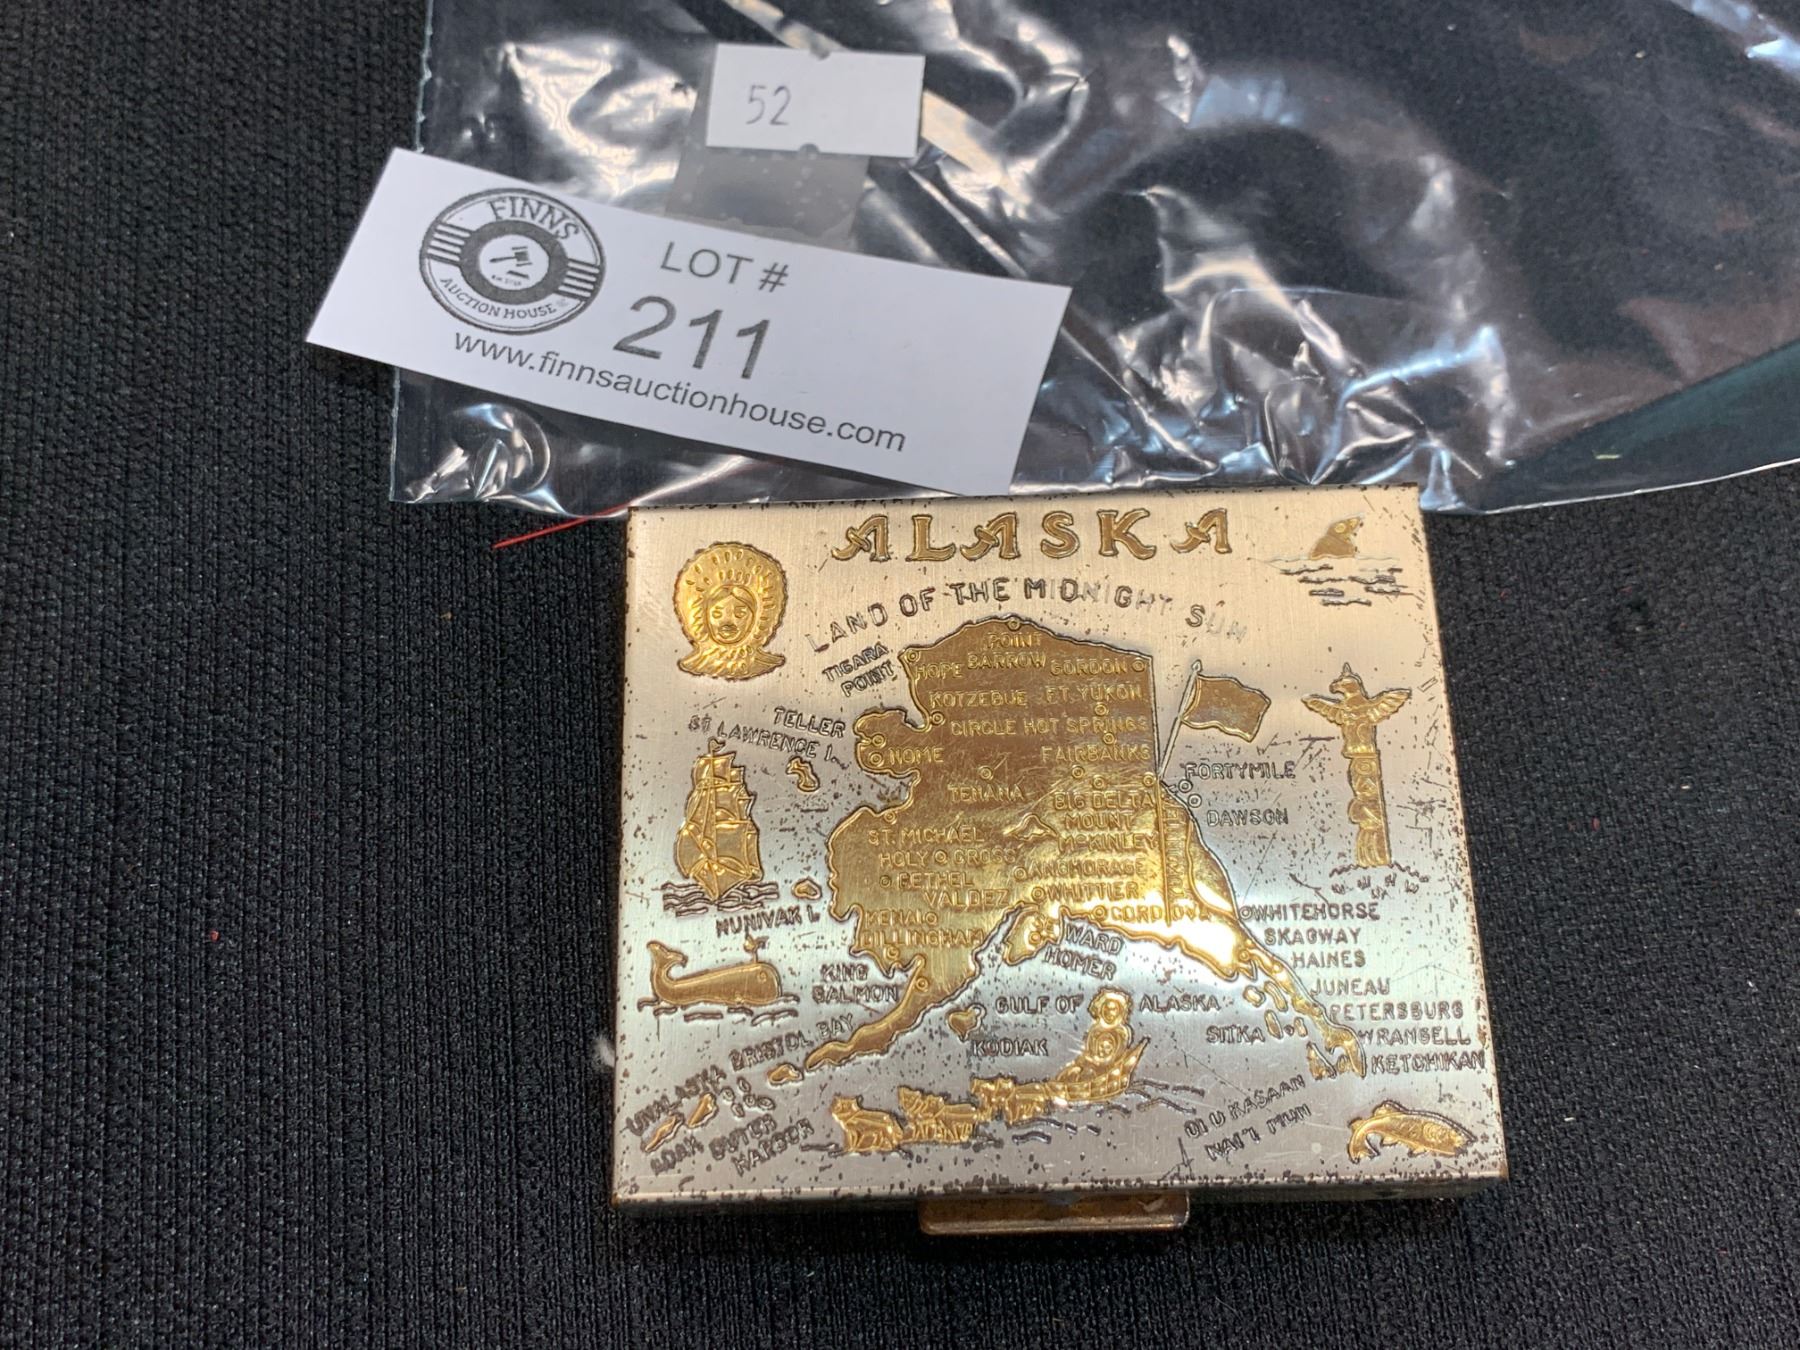 52
FINNS
AUCTION HOUSE
LOT #
211
www.finnsauctionhouse.com
ALASKA
LAND OF THE MIDNIGHT SUN
TIGARA
POINT
POINT
HOPE BARROW GORDON
KOTZEBUE FT. YUKON
TELLER
ST LAWRENCE I.
CIRCLE HOT SPRINGS
NOME FAIRBANKS
FORTYMILE
TENANA
BIG DELTA
DAWSON
ST. MICHAEL
MOUNT
MCKINLEY
HOLY CROSS
ANCHORAGE
BETHEL
VALDEZ WHITTIER
NUNIVAK I.
KENAI
CORDOVA
WHITEHORSE
DILLINGHAM
WARD
SKAGWAY
HOMER
HAINES
KING
SALMON
JUNEAU
GULF OF ALASKA
PETERSBURG
BRISTOL BAY
KODIAK
SITKA
WRANGELL
KETCHIKAN
UNALASKA
ADAK DUTCH
HARBOR
KASAAN